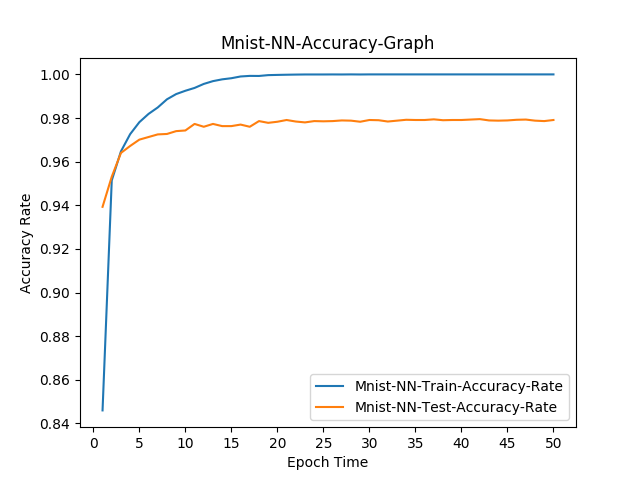 Mnist-NN-Accuracy-Graph
1.00
0.98
0.96
0.94
0.92
0.90
0.88
0.86
0.84
Accuracy Rate
Mnist-NN-Train-Accuracy-Rate
Mnist-NN-Test-Accuracy-Rate
0 5 10 15 20 25 30 35 40 45 50
Epoch Time